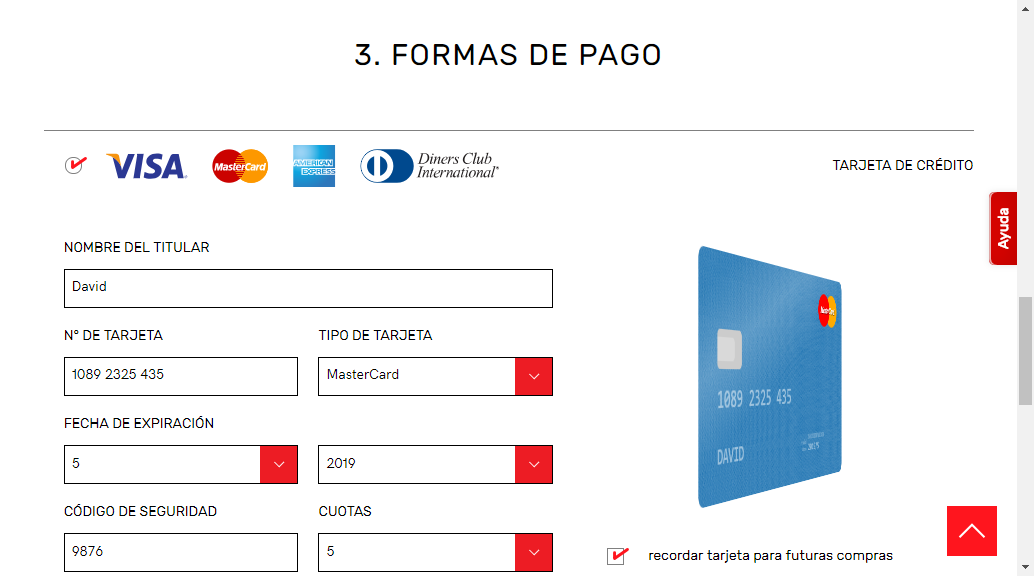 3. FORMAS DE PAGO
VISA MasterCard AMERICAN EXPRESS Diners Club International TARJETA DE CRÉDITO
Ayuda
NOMBRE DEL TITULAR
David
N° DE TARJETA TIPO DE TARJETA
1089 2325 435 MasterCard
FECHA DE EXPIRACIÓN
5 2019
CÓDIGO DE SEGURIDAD CUOTAS
9876 5
1089 2325 435
DAVID
recordar tarjeta para futuras compras